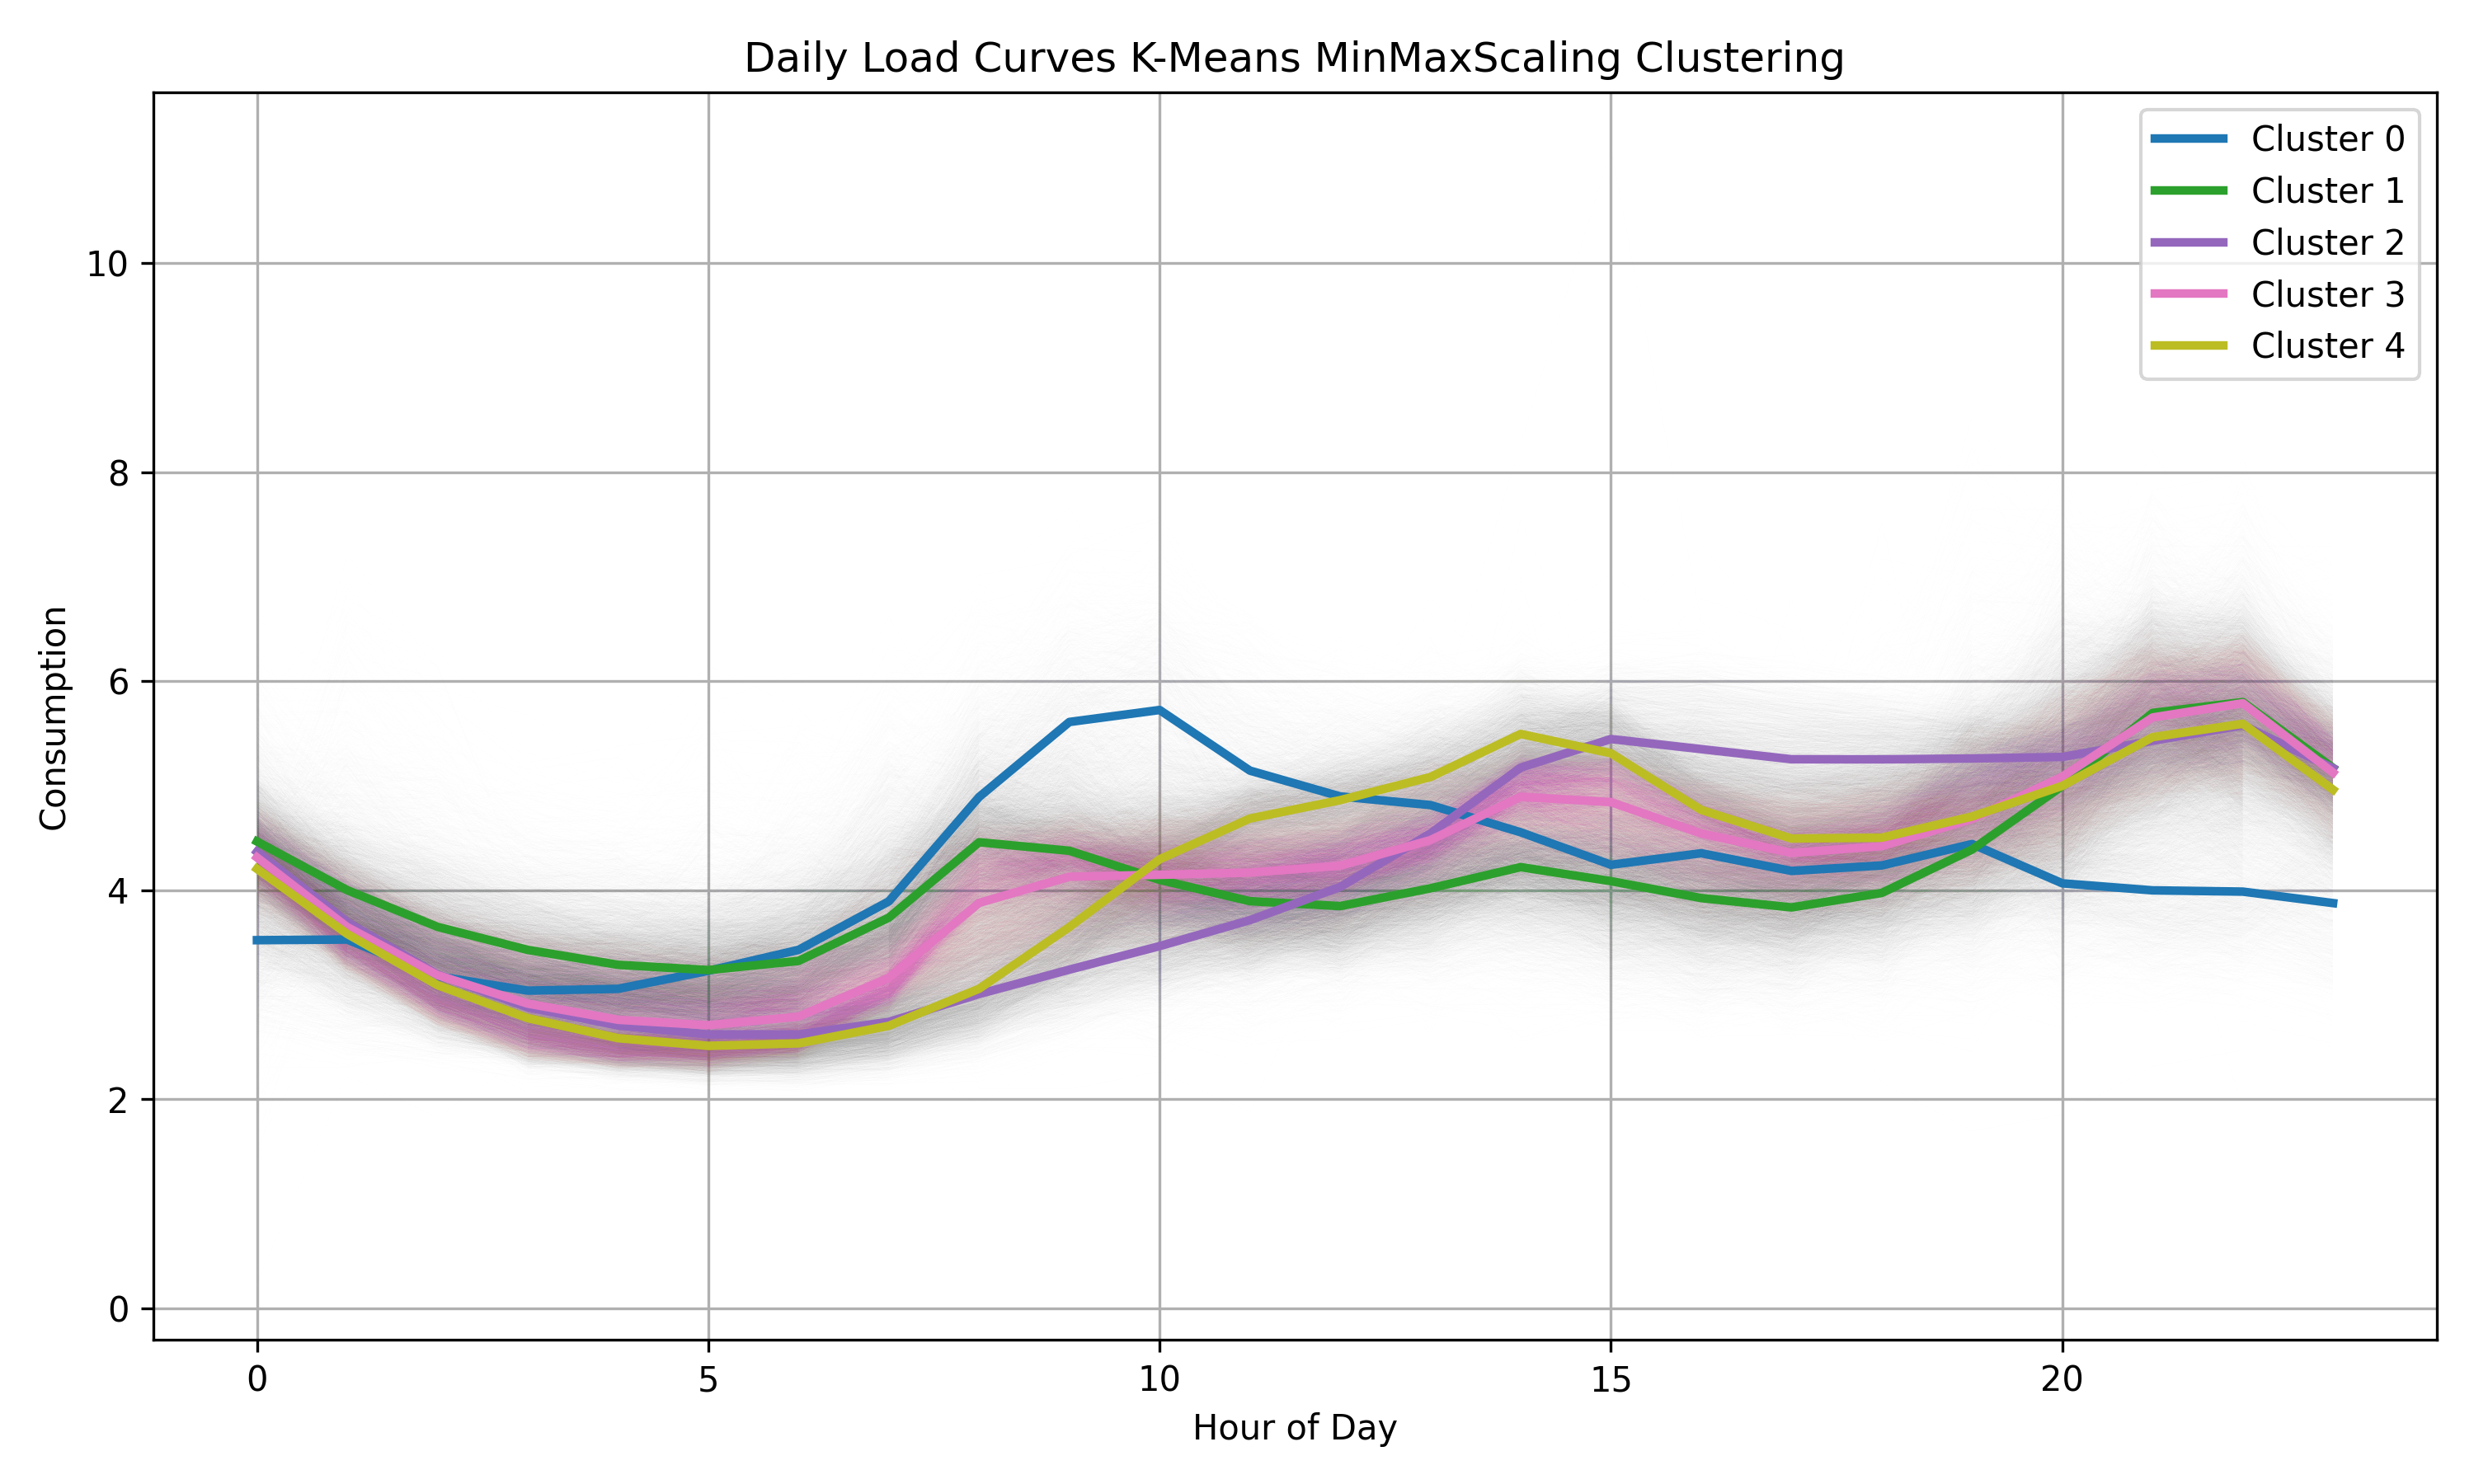 Daily Load Curves K-Means MinMaxScaling Clustering
Cluster 0
Cluster 1
Cluster 2
Cluster 3
Cluster 4
Consumption
10
8
6
4
2
0
0 5 10 15 20
Hour of Day